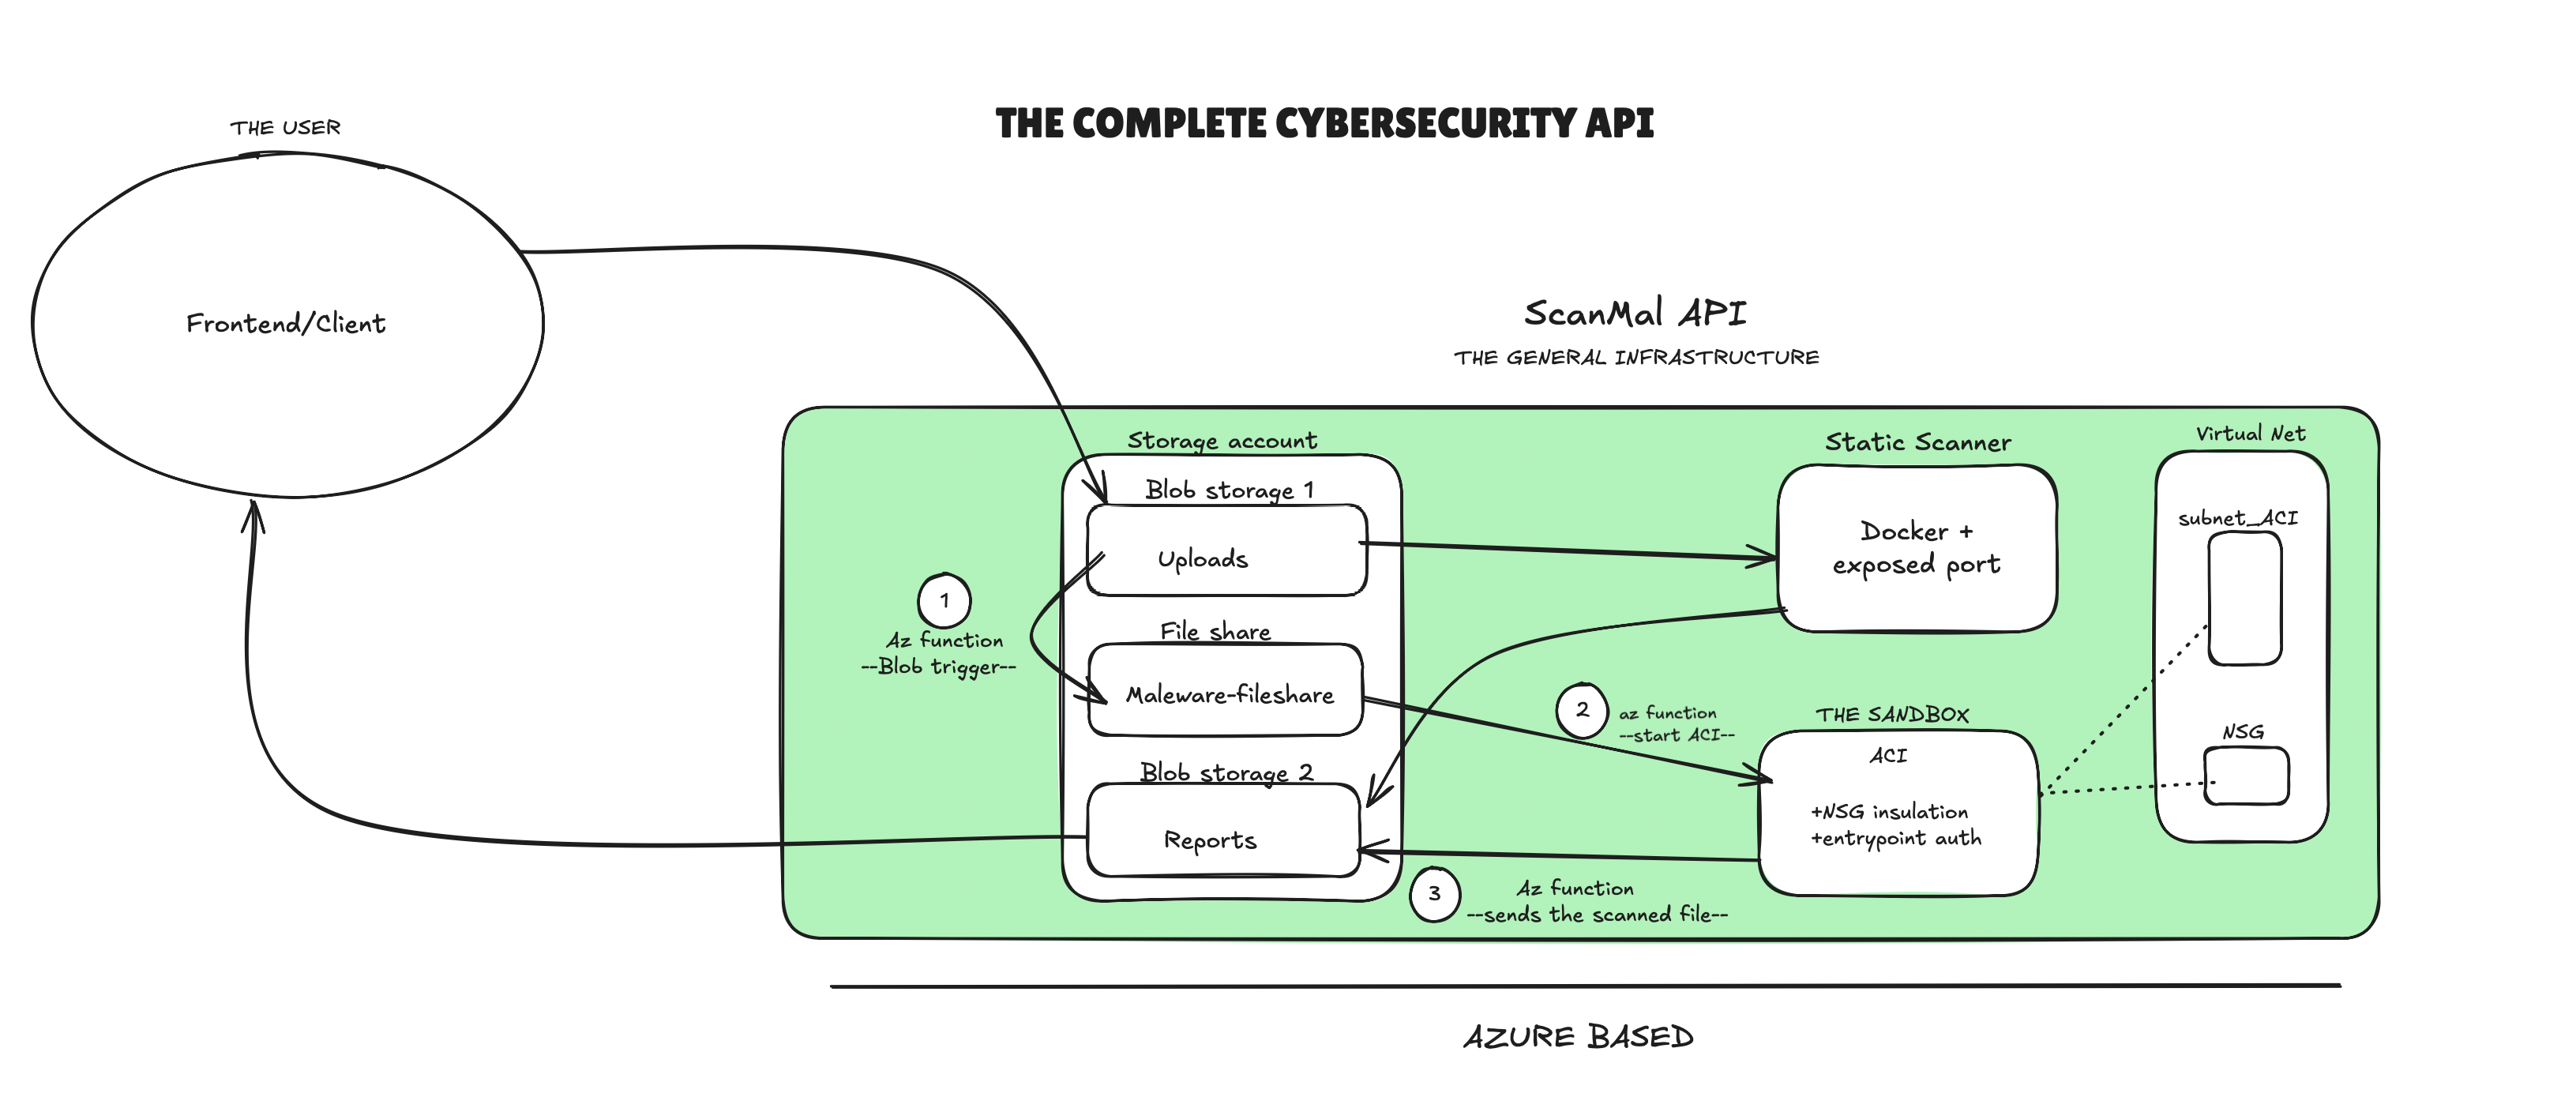 THE COMPLETE CYBERSECURITY API
THE USER
Frontend/Client
ScanMal API
THE GENERAL INFRASTRUCTURE
Storage account
Blob storage 1
Uploads
File share
Maleware-fileshare
Blob storage 2
Reports
1
Az function
--Blob trigger--
Static Scanner
Docker +
exposed port
2
az function
--start ACI--
THE SANDBOX
ACI
+NSG insulation
+entrypoint auth
3
Az function
--sends the scanned file--
Virtual Net
subnet_ACI
NSG
AZURE BASED